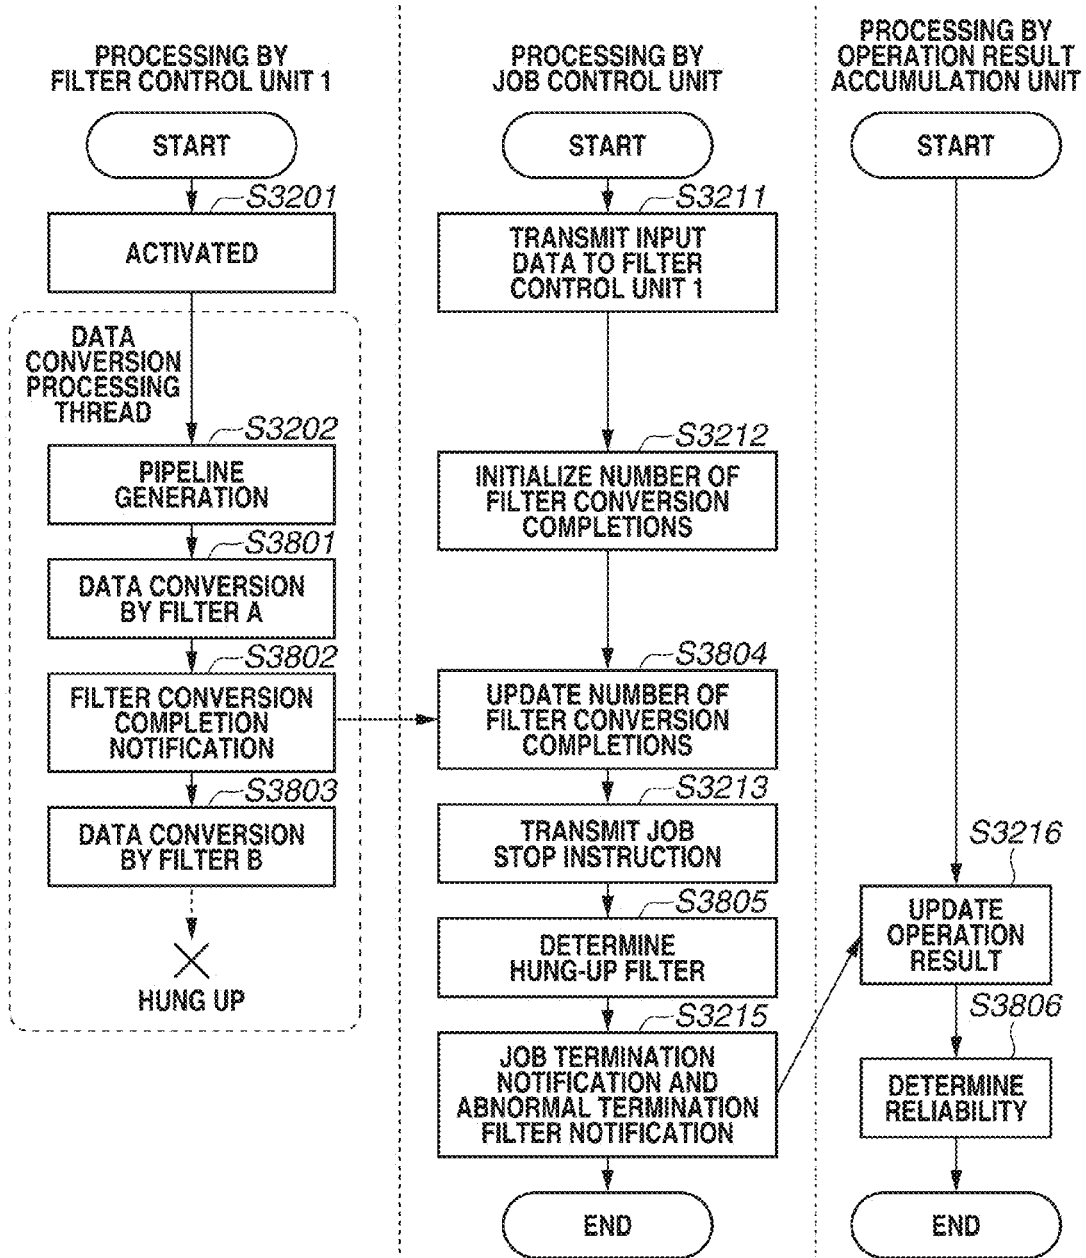 PROCESSING BY
FILTER CONTROL UNIT 1
START
S3201
ACTIVATED
DATA
CONVERSION
PROCESSING
THREAD
S3202
PIPELINE
GENERATION
S3801
DATA CONVERSION
BY FILTER A
S3802
FILTER CONVERSION
COMPLETION
NOTIFICATION
S3803
DATA CONVERSION
BY FILTER B
HUNG UP
PROCESSING BY
JOB CONTROL UNIT
START
S3211
TRANSMIT INPUT
DATA TO FILTER
CONTROL UNIT 1
S3212
INITIALIZE NUMBER OF
FILTER CONVERSION
COMPLETIONS
S3804
UPDATE NUMBER OF
FILTER CONVERSION
COMPLETIONS
S3213
TRANSMIT JOB
STOP INSTRUCTION
S3805
DETERMINE
HUNG-UP FILTER
S3215
JOB TERMINATION
NOTIFICATION AND
ABNORMAL TERMINATION
FILTER NOTIFICATION
END
PROCESSING BY
OPERATION RESULT
ACCUMULATION UNIT
START
S3216
UPDATE
OPERATION
RESULT
S3806
DETERMINE
RELIABILITY
END